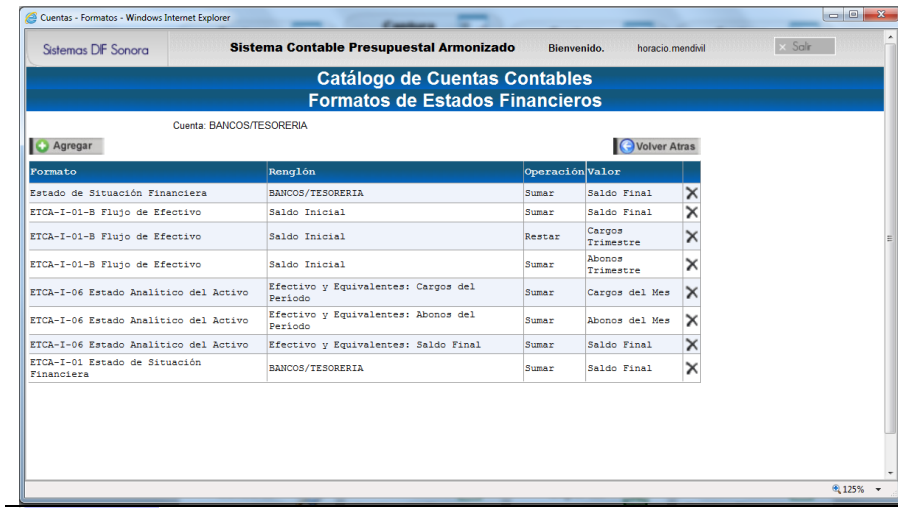 Cuentas - Formatos - Windows Internet Explorer
Sistemas DIF Sonora
Sistema Contable Presupuestal Armonizado
Bienvenido.
horacio.mendivil
Salir
Catálogo de Cuentas Contables
Formatos de Estados Financieros
Cuenta: BANCOS/TESORERIA
Agregar
Volver Atras
Formato Renglón Operación Valor
Estado de Situación Financiera BANCOS/TESORERIA Sumar Saldo Final
ETCA-I-01-B Flujo de Efectivo Saldo Inicial Sumar Saldo Final
ETCA-I-01-B Flujo de Efectivo Saldo Inicial Restar Cargos
Trimestre
ETCA-I-01-B Flujo de Efectivo Saldo Inicial Sumar Abonos
Trimestre
ETCA-I-06 Estado Analítico del Activo Efectivo y Equivalentes: Cargos del
Período Sumar Cargos del Mes
ETCA-I-06 Estado Analítico del Activo Efectivo y Equivalentes: Abonos del
Período Sumar Abonos del Mes
ETCA-I-06 Estado Analítico del Activo Efectivo y Equivalentes: Saldo Final Sumar Saldo Final
ETCA-I-01 Estado de Situación
Financiera BANCOS/TESORERIA Sumar Saldo Final
125%